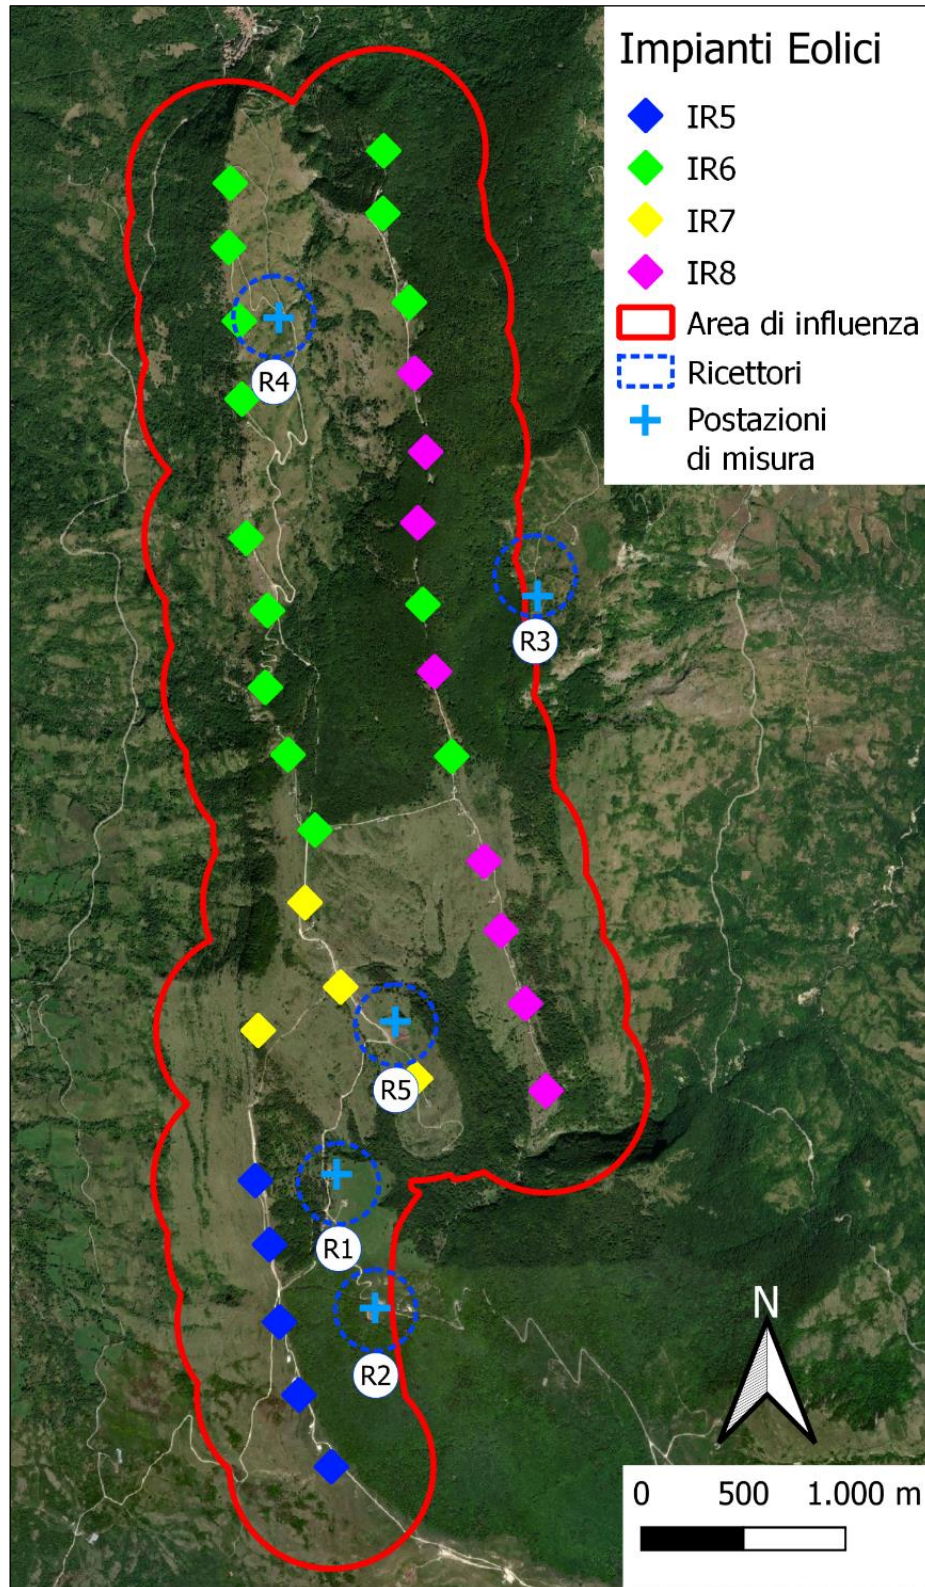 Impianti Eolici
IR5
IR6
IR7
IR8
Area di influenza
Ricettori
Postazioni
di misura
R4
R3
R5
R1
R2
N
0 500 1.000 m